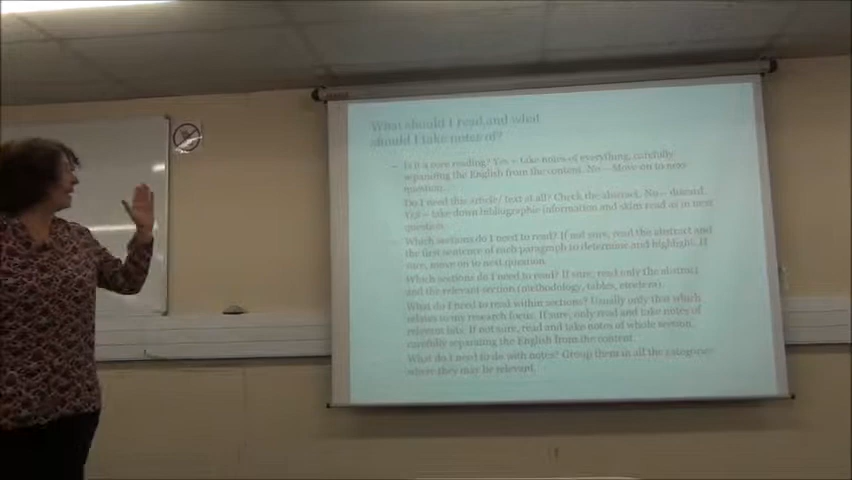 What should I read and what
should I take notes of?
Is it a core reading? Yes – take notes of everything, carefully
separating the English from the content. No – Move on to next
question.
Do I need this article/ text at all? Check the abstract. No – discard.
Yes – take down bibliographic information and skim read as in next
question.
Which sections do I need to read? If not sure, read the abstract and
the first sentence of each paragraph to determine and highlight. If
sure, move on to next question.
Which sections do I need to read? If sure, read only the abstract
and the relevant section (methodology, tables, etcetera).
What do I need to read within sections? Usually only that which
relates to my research focus. If sure, only read and take notes of
relevant bits. If not sure, read and take notes of whole section,
carefully separating the English from the content.
What do I need to do with notes? Group them in all the categories
where they may be relevant.